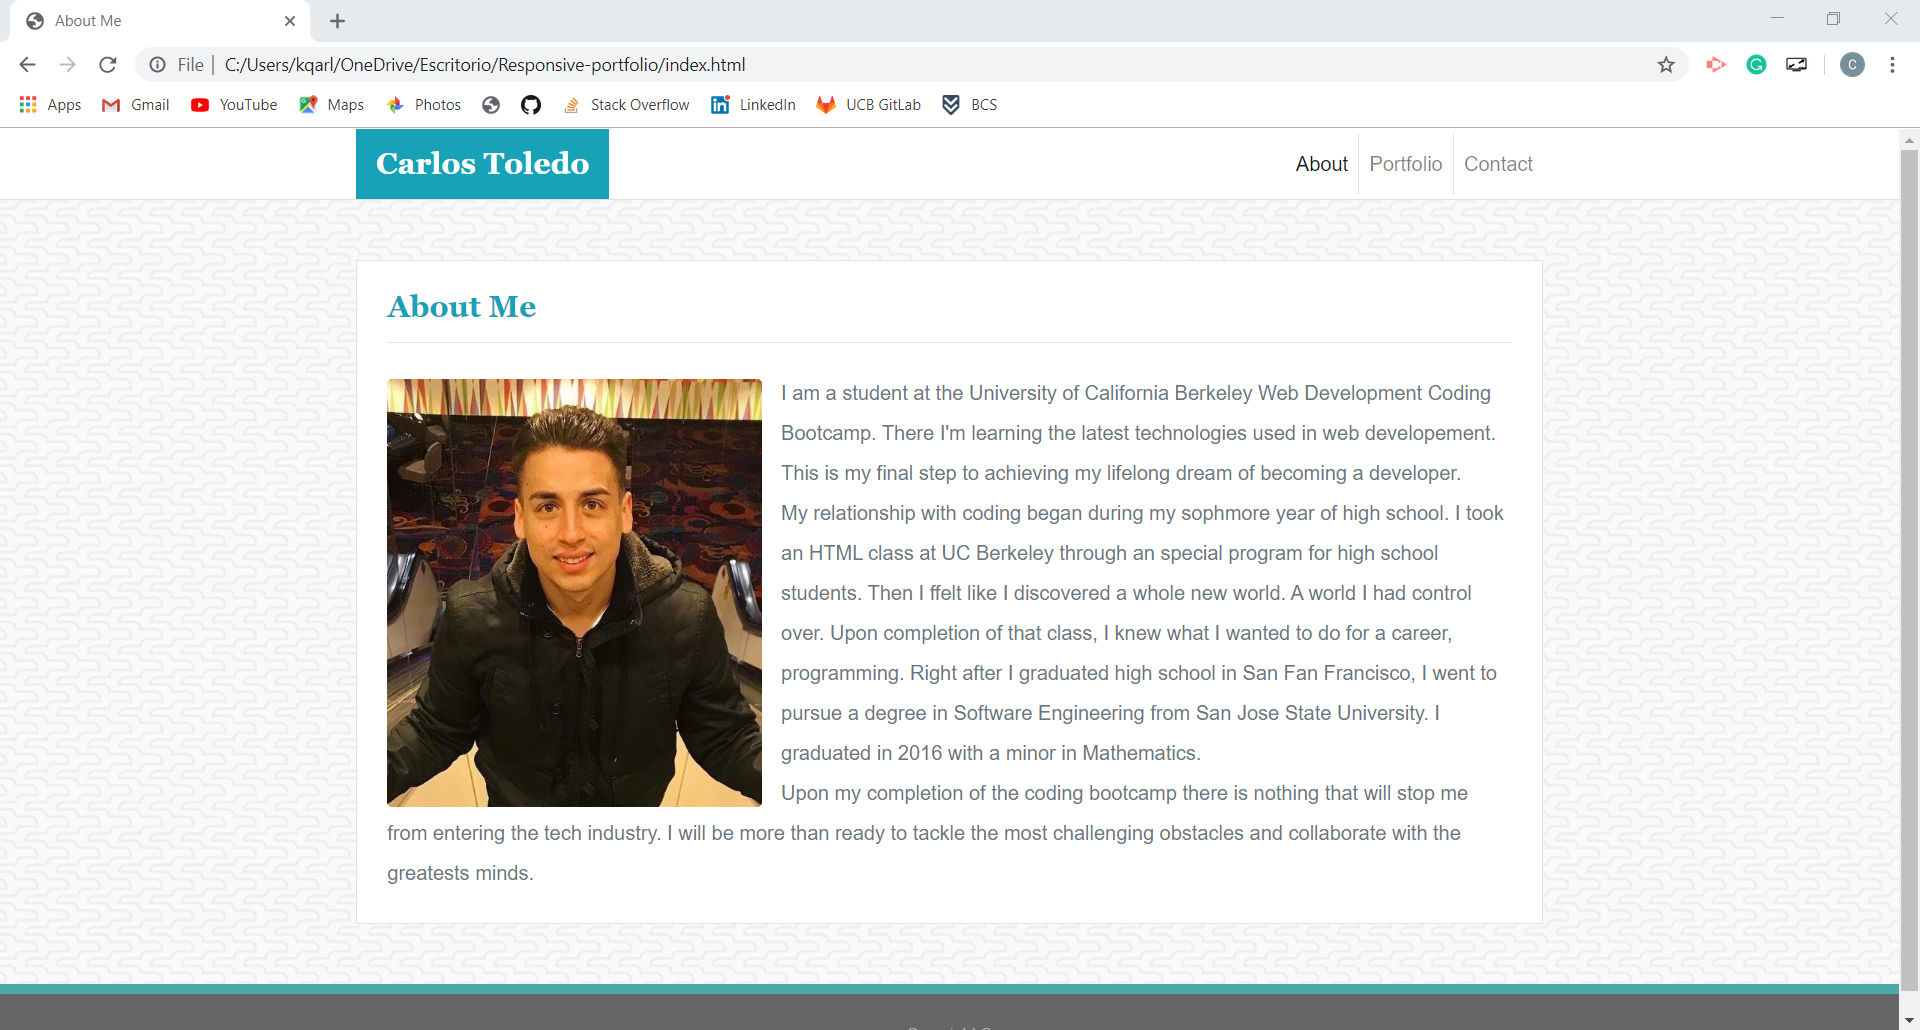 About Me
File C:/Users/kqarl/OneDrive/Escritorio/Responsive-portfolio/index.html
C
Apps Gmail YouTube Maps Photos Stack Overflow LinkedIn UCB GitLab BCS
Carlos Toledo
About Portfolio Contact
About Me
I am a student at the University of California Berkeley Web Development Coding
Bootcamp. There I'm learning the latest technologies used in web developement.
This is my final step to achieving my lifelong dream of becoming a developer.
My relationship with coding began during my sophmore year of high school. I took
an HTML class at UC Berkeley through an special program for high school
students. Then I ffelt like I discovered a whole new world. A world I had control
over. Upon completion of that class, I knew what I wanted to do for a career,
programming. Right after I graduated high school in San Fan Francisco, I went to
pursue a degree in Software Engineering from San Jose State University. I
graduated in 2016 with a minor in Mathematics.
Upon my completion of the coding bootcamp there is nothing that will stop me
from entering the tech industry. I will be more than ready to tackle the most challenging obstacles and collaborate with the
greatests minds.